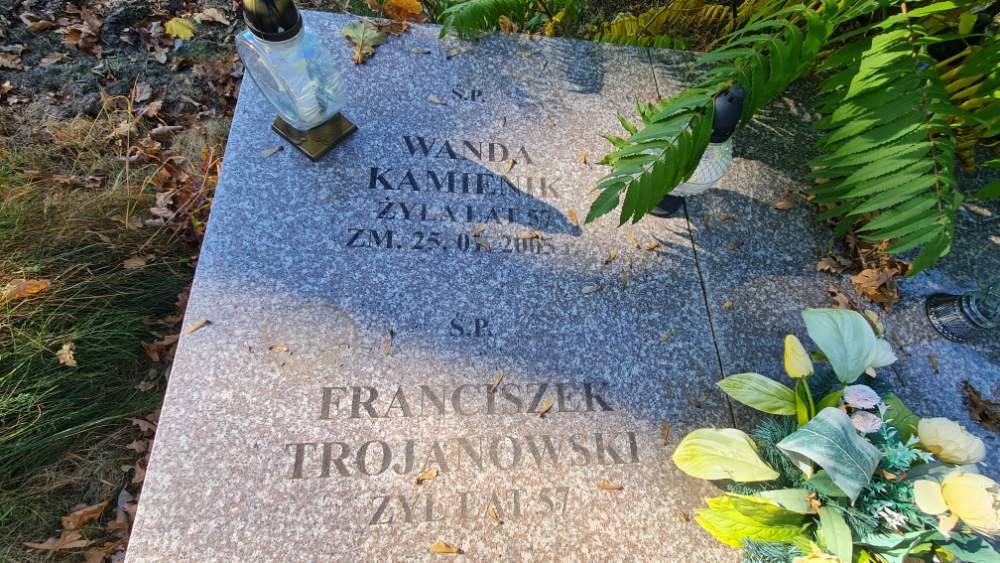 Ś.P.
WANDA
KAMIENIK
ŻYŁA LAT 57
ZM. 25. 05. 2005
Ś.P.
FRANCISZEK
TROJANOWSKI
ŻYŁ LAT 57